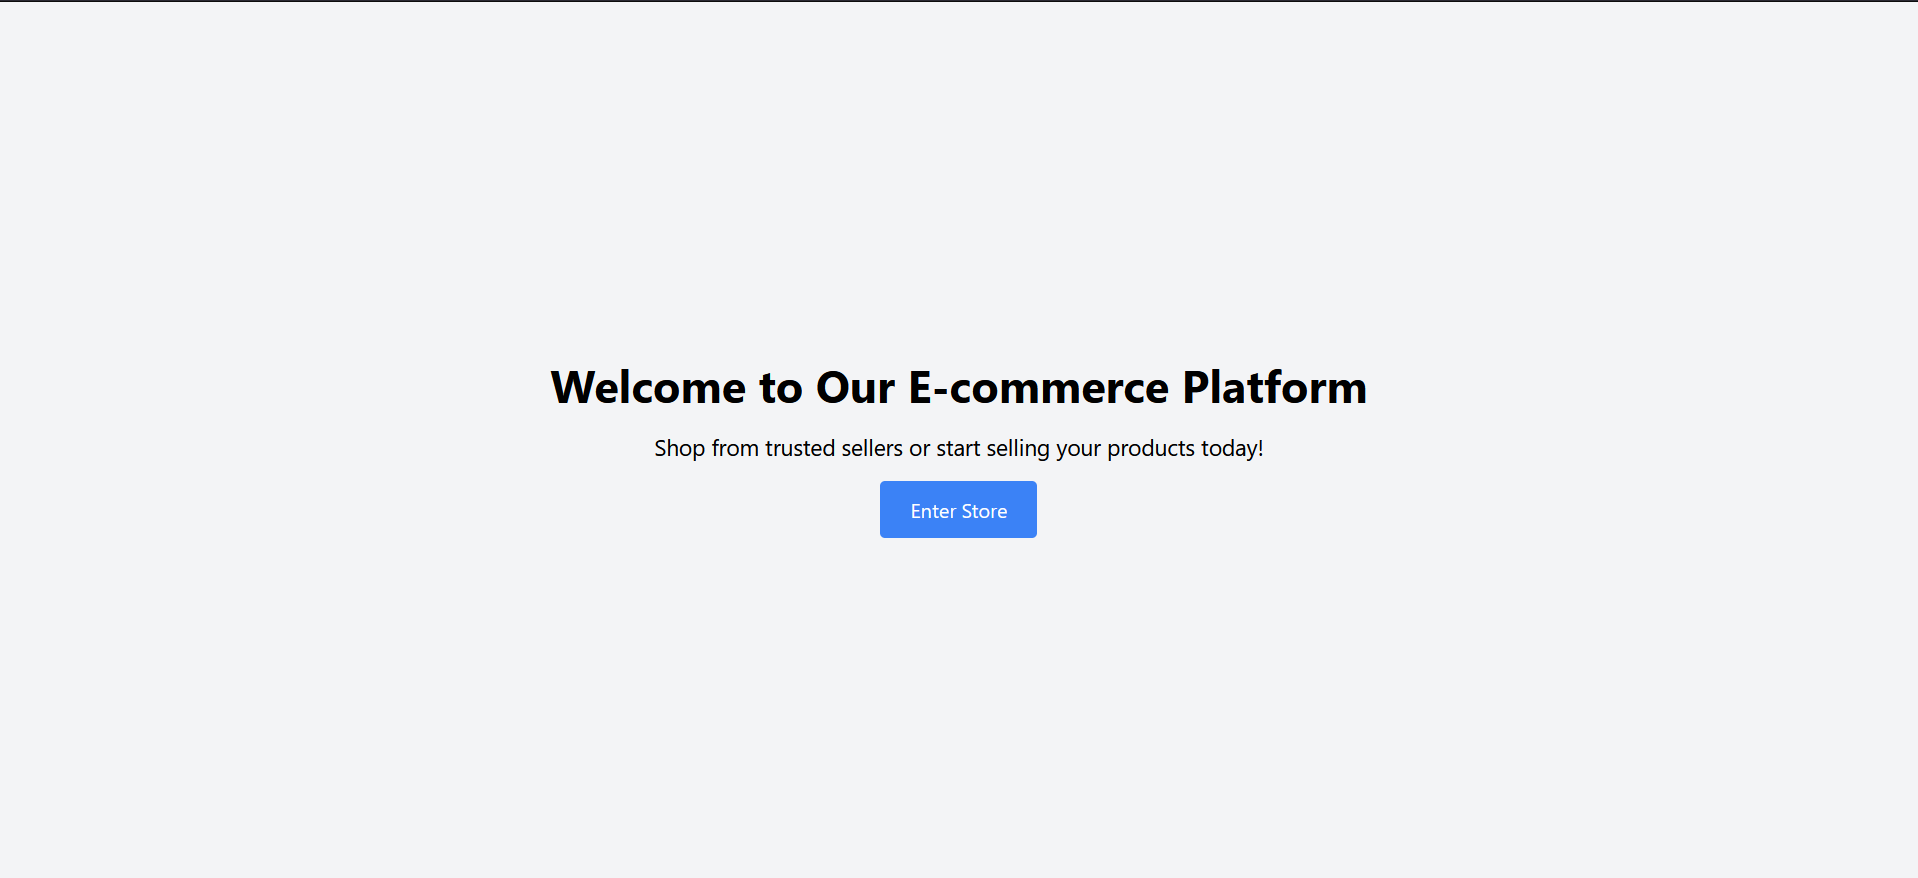 Welcome to Our E-commerce Platform
Shop from trusted sellers or start selling your products today!
Enter Store